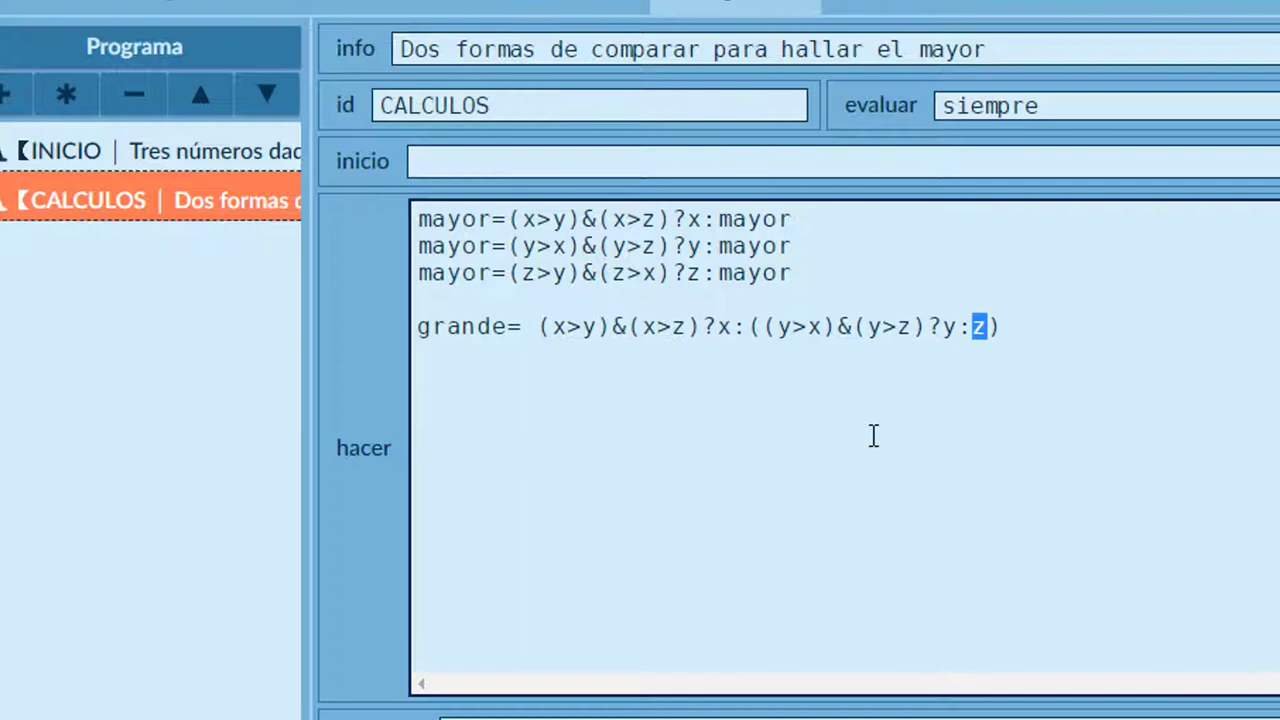 Programa
+ * − ▲ ▼
【INICIO | Tres números dad
【CALCULOS | Dos formas
info Dos formas de comparar para hallar el mayor
id CALCULOS evaluar siempre
inicio
hacer
mayor=(x>y)&(x>z)?x:mayor
mayor=(y>x)&(y>z)?y:mayor
mayor=(z>y)&(z>x)?z:mayor
grande= (x>y)&(x>z)?x:((y>x)&(y>z)?y:z)